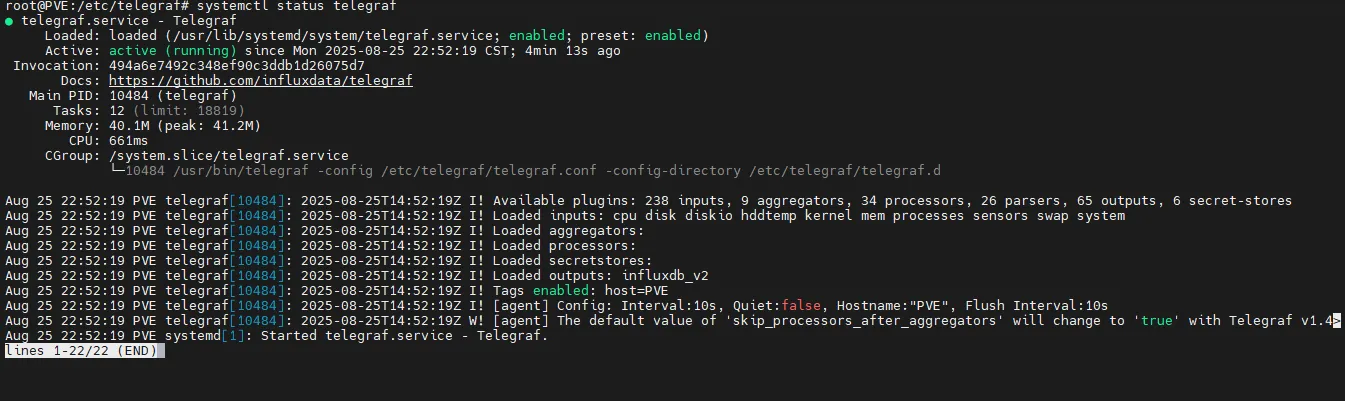 root@PVE:/etc/telegraf# systemctl status telegraf
● telegraf.service - Telegraf
     Loaded: loaded (/usr/lib/systemd/system/telegraf.service; enabled; preset: enabled)
     Active: active (running) since Mon 2025-08-25 22:52:19 CST; 4min 13s ago
 Invocation: 494a6e7492c348ef90c3ddb1d26075d7
       Docs: https://github.com/influxdata/telegraf
   Main PID: 10484 (telegraf)
      Tasks: 12 (limit: 18819)
     Memory: 40.1M (peak: 41.2M)
        CPU: 661ms
     CGroup: /system.slice/telegraf.service
             └─10484 /usr/bin/telegraf -config /etc/telegraf/telegraf.conf -config-directory /etc/telegraf/telegraf.d

Aug 25 22:52:19 PVE telegraf[10484]: 2025-08-25T14:52:19Z I! Available plugins: 238 inputs, 9 aggregators, 34 processors, 26 parsers, 65 outputs, 6 secret-stores
Aug 25 22:52:19 PVE telegraf[10484]: 2025-08-25T14:52:19Z I! Loaded inputs: cpu disk diskio hddtemp kernel mem processes sensors swap system
Aug 25 22:52:19 PVE telegraf[10484]: 2025-08-25T14:52:19Z I! Loaded aggregators:
Aug 25 22:52:19 PVE telegraf[10484]: 2025-08-25T14:52:19Z I! Loaded processors:
Aug 25 22:52:19 PVE telegraf[10484]: 2025-08-25T14:52:19Z I! Loaded secretstores:
Aug 25 22:52:19 PVE telegraf[10484]: 2025-08-25T14:52:19Z I! Loaded outputs: influxdb_v2
Aug 25 22:52:19 PVE telegraf[10484]: 2025-08-25T14:52:19Z I! Tags enabled: host=PVE
Aug 25 22:52:19 PVE telegraf[10484]: 2025-08-25T14:52:19Z I! [agent] Config: Interval:10s, Quiet:false, Hostname:"PVE", Flush Interval:10s
Aug 25 22:52:19 PVE telegraf[10484]: 2025-08-25T14:52:19Z W! [agent] The default value of 'skip_processors_after_aggregators' will change to 'true' with Telegraf v1.4>
Aug 25 22:52:19 PVE systemd[1]: Started telegraf.service - Telegraf.
lines 1-22/22 (END)